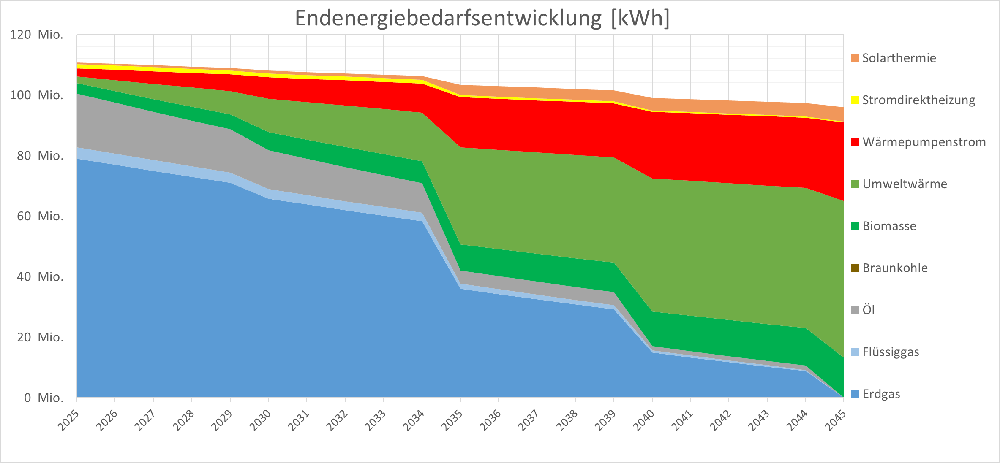 Endenergiebedarfsentwicklung [kWh]
120 Mio.
100 Mio.
80 Mio.
60 Mio.
40 Mio.
20 Mio.
0 Mio.
2025
2026
2027
2028
2029
2030
2031
2032
2033
2034
2035
2036
2037
2038
2039
2040
2041
2042
2043
2044
2045
Solarthermie
Stromdirektheizung
Wärmepumpenstrom
Umweltwärme
Biomasse
Braunkohle
Öl
Flüssiggas
Erdgas